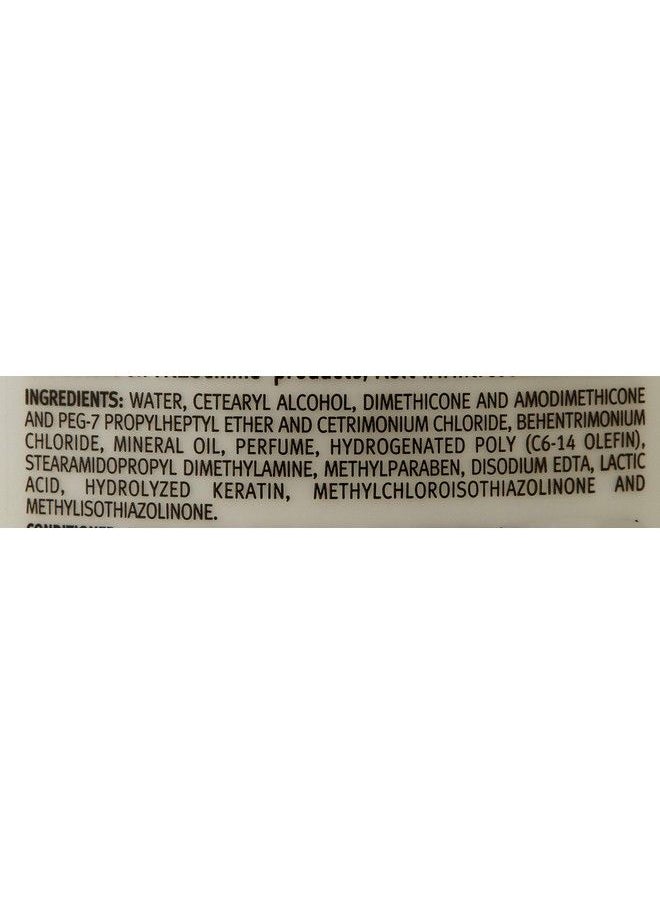 products,
INGREDIENTS: WATER, CETEARYL ALCOHOL, DIMETHICONE AND AMODIMETHICONE
AND PEG-7 PROPYLHEPTYL ETHER AND CETRIMONIUM CHLORIDE, BEHENTRIMONIUM
CHLORIDE, MINERAL OIL, PERFUME, HYDROGENATED POLY (C6-14 OLEFIN),
STEARAMIDOPROPYL DIMETHYLAMINE, METHYLPARABEN, DISODIUM EDTA, LACTIC
ACID, HYDROLYZED KERATIN, METHYLCHLOROISOTHIAZOLINONE AND
METHYLISOTHIAZOLINONE.